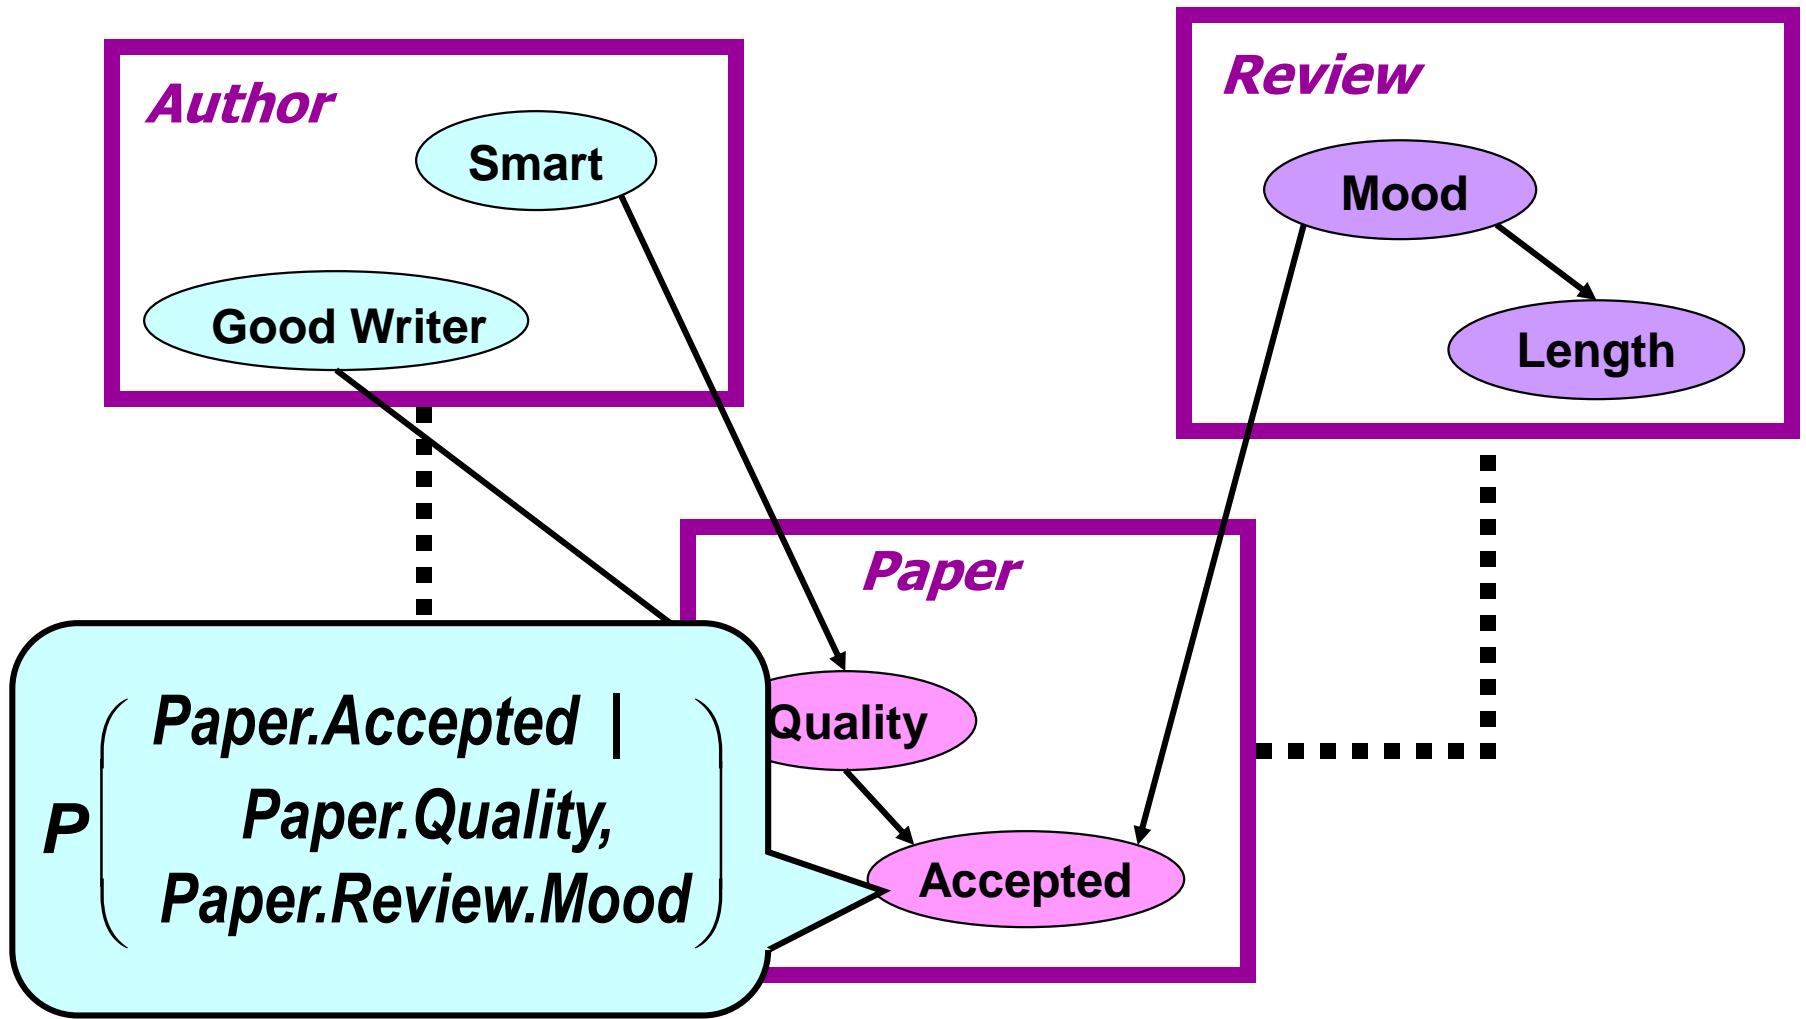 Author
Smart
Good Writer
Review
Mood
Length
Paper
Quality
Accepted
P ( Paper.Accepted |
Paper.Quality,
Paper.Review.Mood )